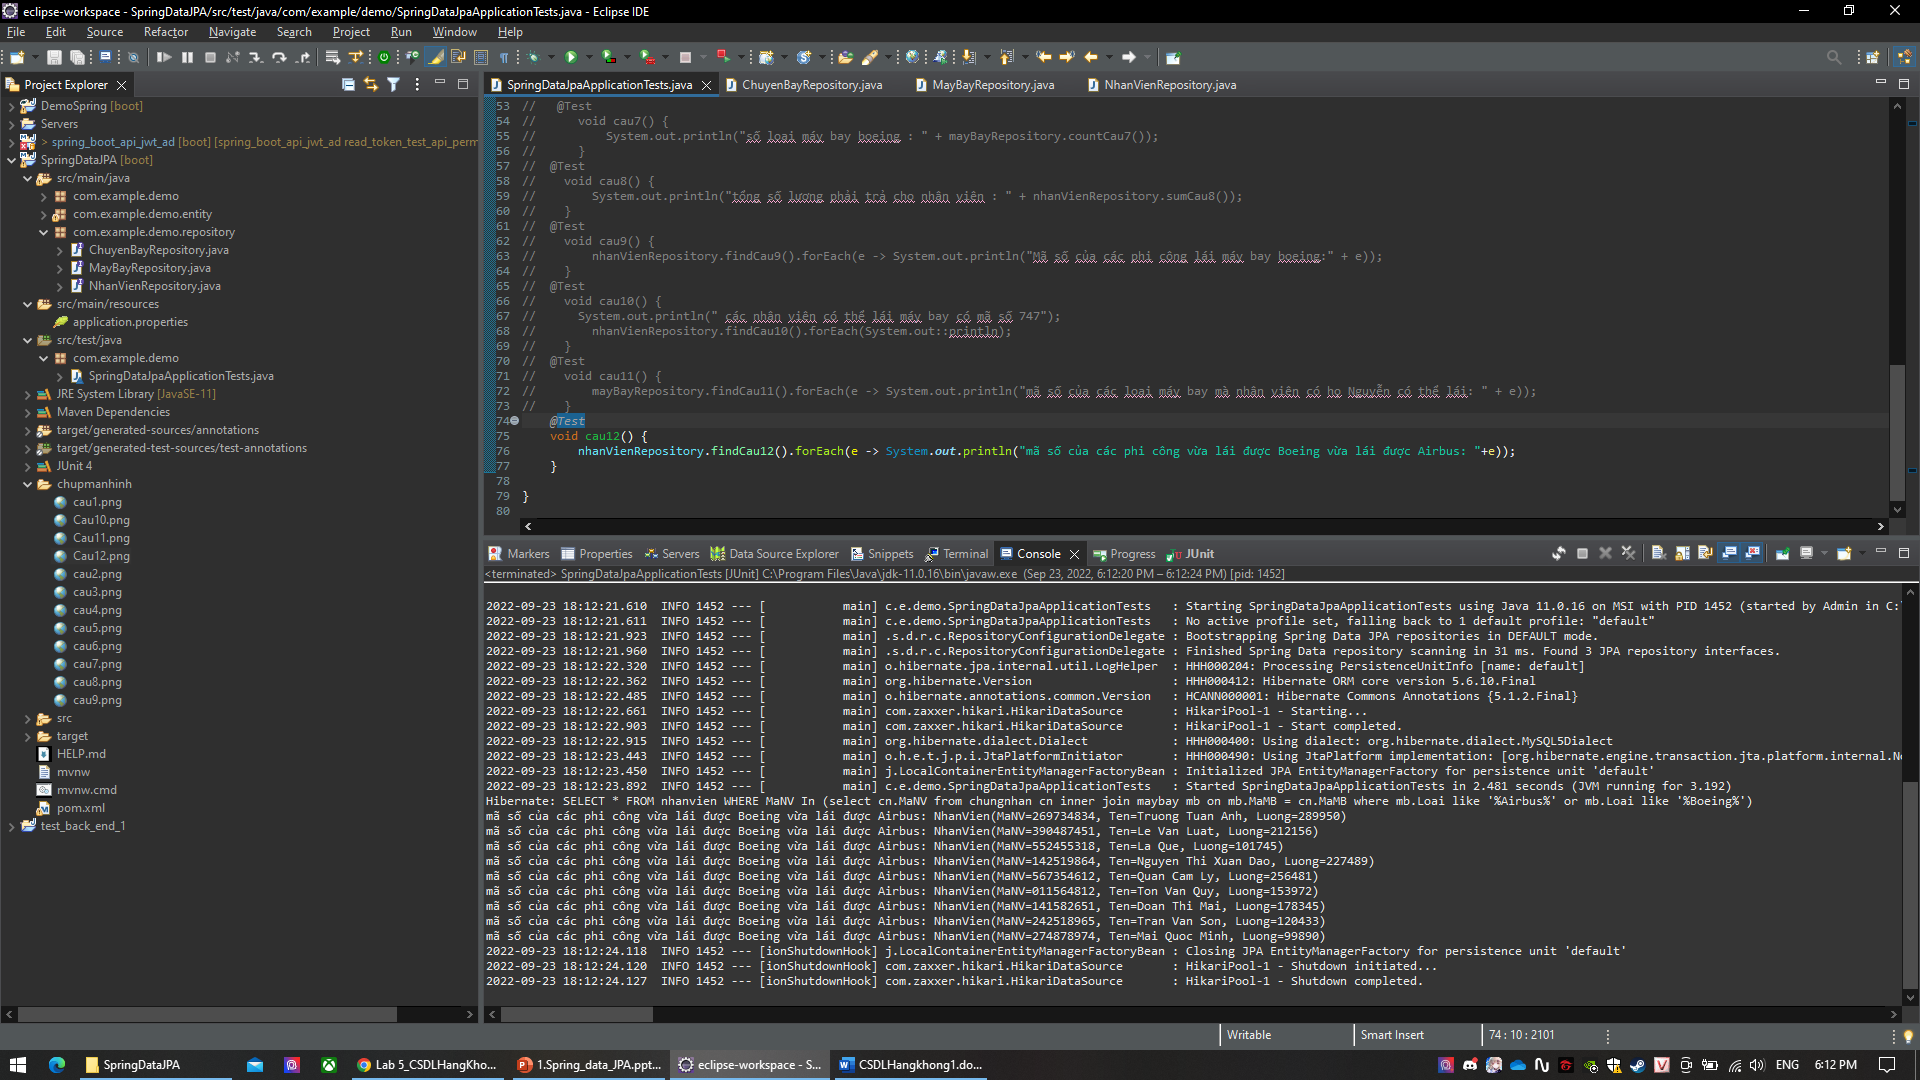 eclipse-workspace - SpringDataJPA/src/test/java/com/example/demo/SpringDataJpaApplicationTests.java - Eclipse IDE
File Edit Source Refactor Navigate Search Project Run Window Help
Project Explorer
DemoSpring [boot]
Servers
> spring_boot_api_jwt_ad [boot] [spring_boot_api_jwt_ad read_token_test_api_perm
SpringDataJPA [boot]
src/main/java
com.example.demo
com.example.demo.entity
com.example.demo.repository
ChuyenBayRepository.java
MayBayRepository.java
NhanVienRepository.java
src/main/resources
application.properties
src/test/java
com.example.demo
SpringDataJpaApplicationTests.java
JRE System Library [JavaSE-11]
Maven Dependencies
target/generated-sources/annotations
target/generated-test-sources/test-annotations
JUnit 4
chupmanhinh
cau1.png
Cau10.png
Cau11.png
Cau12.png
cau2.png
cau3.png
cau4.png
cau5.png
cau6.png
cau7.png
cau8.png
cau9.png
src
target
HELP.md
mvnw
mvnw.cmd
pom.xml
test_back_end_1
SpringDataJpaApplicationTests.java ChuyenBayRepository.java MayBayRepository.java NhanVienRepository.java
53 // @Test
54 // void cau7() {
55 // System.out.println("số loại máy bay boeing : " + mayBayRepository.countCau7());
56 // }
57 // @Test
58 // void cau8() {
59 // System.out.println("tổng số lương phải trả cho nhân viên : " + nhanVienRepository.sumCau8());
60 // }
61 // @Test
62 // void cau9() {
63 // nhanVienRepository.findCau9().forEach(e -> System.out.println("Mã số của các phi công lái máy bay boeing:" + e));
64 // }
65 // @Test
66 // void cau10() {
67 // System.out.println(" các nhân viên có thể lái máy bay có mã số 747");
68 // nhanVienRepository.findCau10().forEach(System.out::println);
69 // }
70 // @Test
71 // void cau11() {
72 // mayBayRepository.findCau11().forEach(e -> System.out.println("mã số của các loại máy bay mà nhân viên có họ Nguyễn có thể lái: " + e));
73 // }
74 @Test
75 void cau12() {
76 nhanVienRepository.findCau12().forEach(e -> System.out.println("mã số của các phi công vừa lái được Boeing vừa lái được Airbus: "+e));
77 }
78
79 }
80
Markers Properties Servers Data Source Explorer Snippets Terminal Console Progress JUnit
<terminated> SpringDataJpaApplicationTests [JUnit] C:\Program Files\Java\jdk-11.0.16\bin\javaw.exe (Sep 23, 2022, 6:12:20 PM – 6:12:24 PM) [pid: 1452]
2022-09-23 18:12:21.610 INFO 1452 --- [ main] c.e.demo.SpringDataJpaApplicationTests : Starting SpringDataJpaApplicationTests using Java 11.0.16 on MSI with PID 1452 (started by Admin in C:
2022-09-23 18:12:21.611 INFO 1452 --- [ main] c.e.demo.SpringDataJpaApplicationTests : No active profile set, falling back to 1 default profile: "default"
2022-09-23 18:12:21.923 INFO 1452 --- [ main] .s.d.r.c.RepositoryConfigurationDelegate : Bootstrapping Spring Data JPA repositories in DEFAULT mode.
2022-09-23 18:12:21.960 INFO 1452 --- [ main] .s.d.r.c.RepositoryConfigurationDelegate : Finished Spring Data repository scanning in 31 ms. Found 3 JPA repository interfaces.
2022-09-23 18:12:22.320 INFO 1452 --- [ main] o.hibernate.jpa.internal.util.LogHelper : HHH000204: Processing PersistenceUnitInfo [name: default]
2022-09-23 18:12:22.362 INFO 1452 --- [ main] org.hibernate.Version : HHH000412: Hibernate ORM core version 5.6.10.Final
2022-09-23 18:12:22.485 INFO 1452 --- [ main] o.hibernate.annotations.common.Version : HCANN000001: Hibernate Commons Annotations {5.1.2.Final}
2022-09-23 18:12:22.661 INFO 1452 --- [ main] com.zaxxer.hikari.HikariDataSource : HikariPool-1 - Starting...
2022-09-23 18:12:22.903 INFO 1452 --- [ main] com.zaxxer.hikari.HikariDataSource : HikariPool-1 - Start completed.
2022-09-23 18:12:22.915 INFO 1452 --- [ main] org.hibernate.dialect.Dialect : HHH000400: Using dialect: org.hibernate.dialect.MySQL5Dialect
2022-09-23 18:12:23.443 INFO 1452 --- [ main] o.h.e.t.j.p.i.JtaPlatformInitiator : HHH000490: Using JtaPlatform implementation: [org.hibernate.engine.transaction.jta.platform.internal.No
2022-09-23 18:12:23.450 INFO 1452 --- [ main] j.LocalContainerEntityManagerFactoryBean : Initialized JPA EntityManagerFactory for persistence unit 'default'
2022-09-23 18:12:23.892 INFO 1452 --- [ main] c.e.demo.SpringDataJpaApplicationTests : Started SpringDataJpaApplicationTests in 2.481 seconds (JVM running for 3.192)
Hibernate: SELECT * FROM nhanvien WHERE MaNV In (select cn.MaNV from chungnhan cn inner join maybay mb on mb.MaMB = cn.MaMB where mb.Loai like '%Airbus%' or mb.Loai like '%Boeing%')
mã số của các phi công vừa lái được Boeing vừa lái được Airbus: NhanVien(MaNV=269734834, Ten=Truong Tuan Anh, Luong=289950)
mã số của các phi công vừa lái được Boeing vừa lái được Airbus: NhanVien(MaNV=390487451, Ten=Le Van Luat, Luong=212156)
mã số của các phi công vừa lái được Boeing vừa lái được Airbus: NhanVien(MaNV=552455318, Ten=La Que, Luong=101745)
mã số của các phi công vừa lái được Boeing vừa lái được Airbus: NhanVien(MaNV=142519864, Ten=Nguyen Thi Xuan Dao, Luong=227489)
mã số của các phi công vừa lái được Boeing vừa lái được Airbus: NhanVien(MaNV=567354612, Ten=Quan Cam Ly, Luong=256481)
mã số của các phi công vừa lái được Boeing vừa lái được Airbus: NhanVien(MaNV=011564812, Ten=Ton Van Quy, Luong=153972)
mã số của các phi công vừa lái được Boeing vừa lái được Airbus: NhanVien(MaNV=141582651, Ten=Doan Thi Mai, Luong=178345)
mã số của các phi công vừa lái được Boeing vừa lái được Airbus: NhanVien(MaNV=242518965, Ten=Tran Van Son, Luong=120433)
mã số của các phi công vừa lái được Boeing vừa lái được Airbus: NhanVien(MaNV=274878974, Ten=Mai Quoc Minh, Luong=99890)
2022-09-23 18:12:24.118 INFO 1452 --- [ionShutdownHook] j.LocalContainerEntityManagerFactoryBean : Closing JPA EntityManagerFactory for persistence unit 'default'
2022-09-23 18:12:24.120 INFO 1452 --- [ionShutdownHook] com.zaxxer.hikari.HikariDataSource : HikariPool-1 - Shutdown initiated...
2022-09-23 18:12:24.127 INFO 1452 --- [ionShutdownHook] com.zaxxer.hikari.HikariDataSource : HikariPool-1 - Shutdown completed.
Writable Smart Insert 74 : 10 : 2101
SpringDataJPA Lab 5_CSDLHangKho... 1.Spring_data_JPA.ppt... eclipse-workspace - S... CSDLHangkhong1.do... ENG 6:12 PM